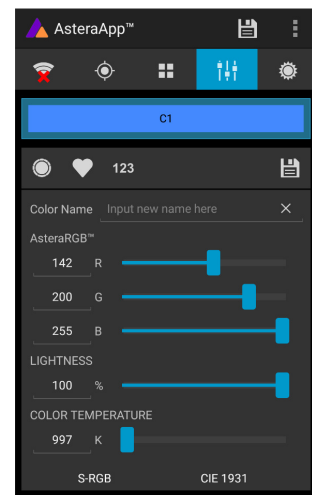 AsteraApp™
C1
123
Color Name Input new name here
AsteraRGB™
142 R
200 G
255 B
LIGHTNESS
100 %
COLOR TEMPERATURE
997 K
S-RGB CIE 1931